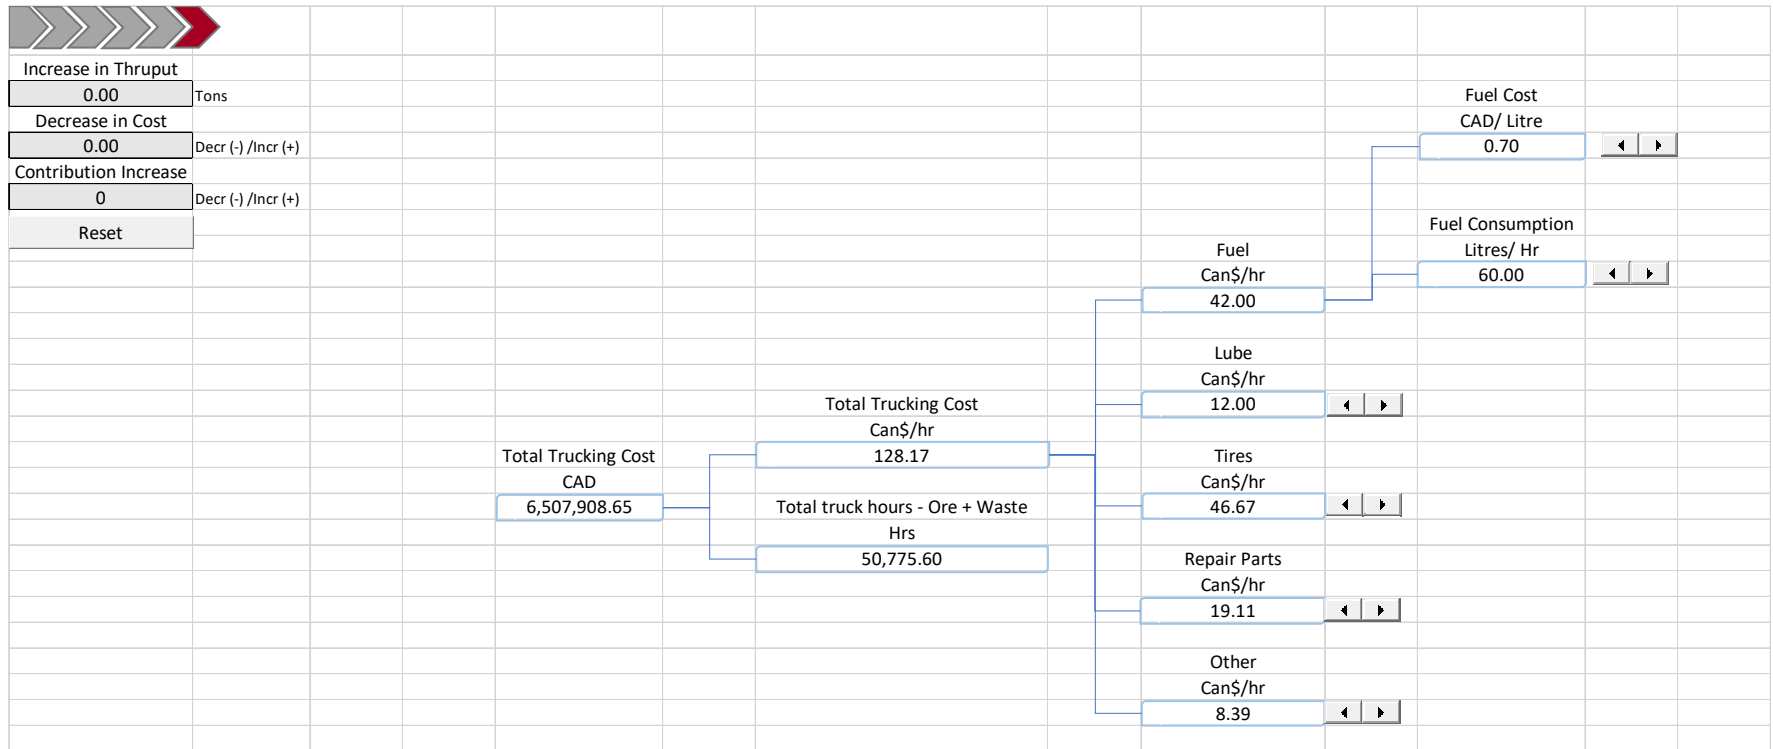 Increase in Thruput
0.00 Tons
Decrease in Cost
0.00 Decr (-) /Incr (+)
Contribution Increase
0 Decr (-) /Incr (+)
Reset
Total Trucking Cost
CAD
6,507,908.65
Total Trucking Cost
Can$/hr
128.17
Total truck hours - Ore + Waste
Hrs
50,775.60
Fuel
Can$/hr
42.00
Lube
Can$/hr
12.00
Tires
Can$/hr
46.67
Repair Parts
Can$/hr
19.11
Other
Can$/hr
8.39
Fuel Cost
CAD/ Litre
0.70
Fuel Consumption
Litres/ Hr
60.00